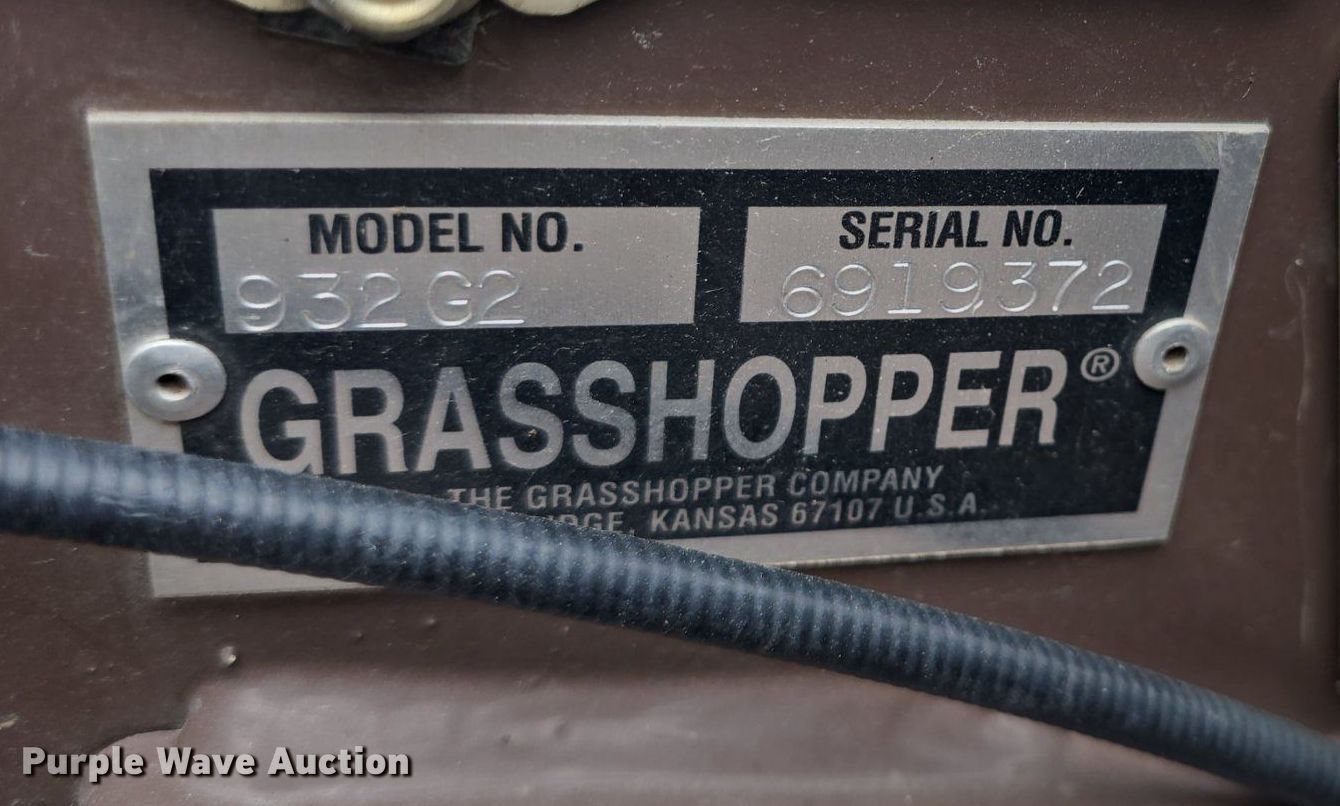 MODEL NO.
932G2
SERIAL NO.
6919372
GRASSHOPPER®
THE GRASSHOPPER COMPANY
KANSAS 67107 U.S.A.
Purple Wave Auction